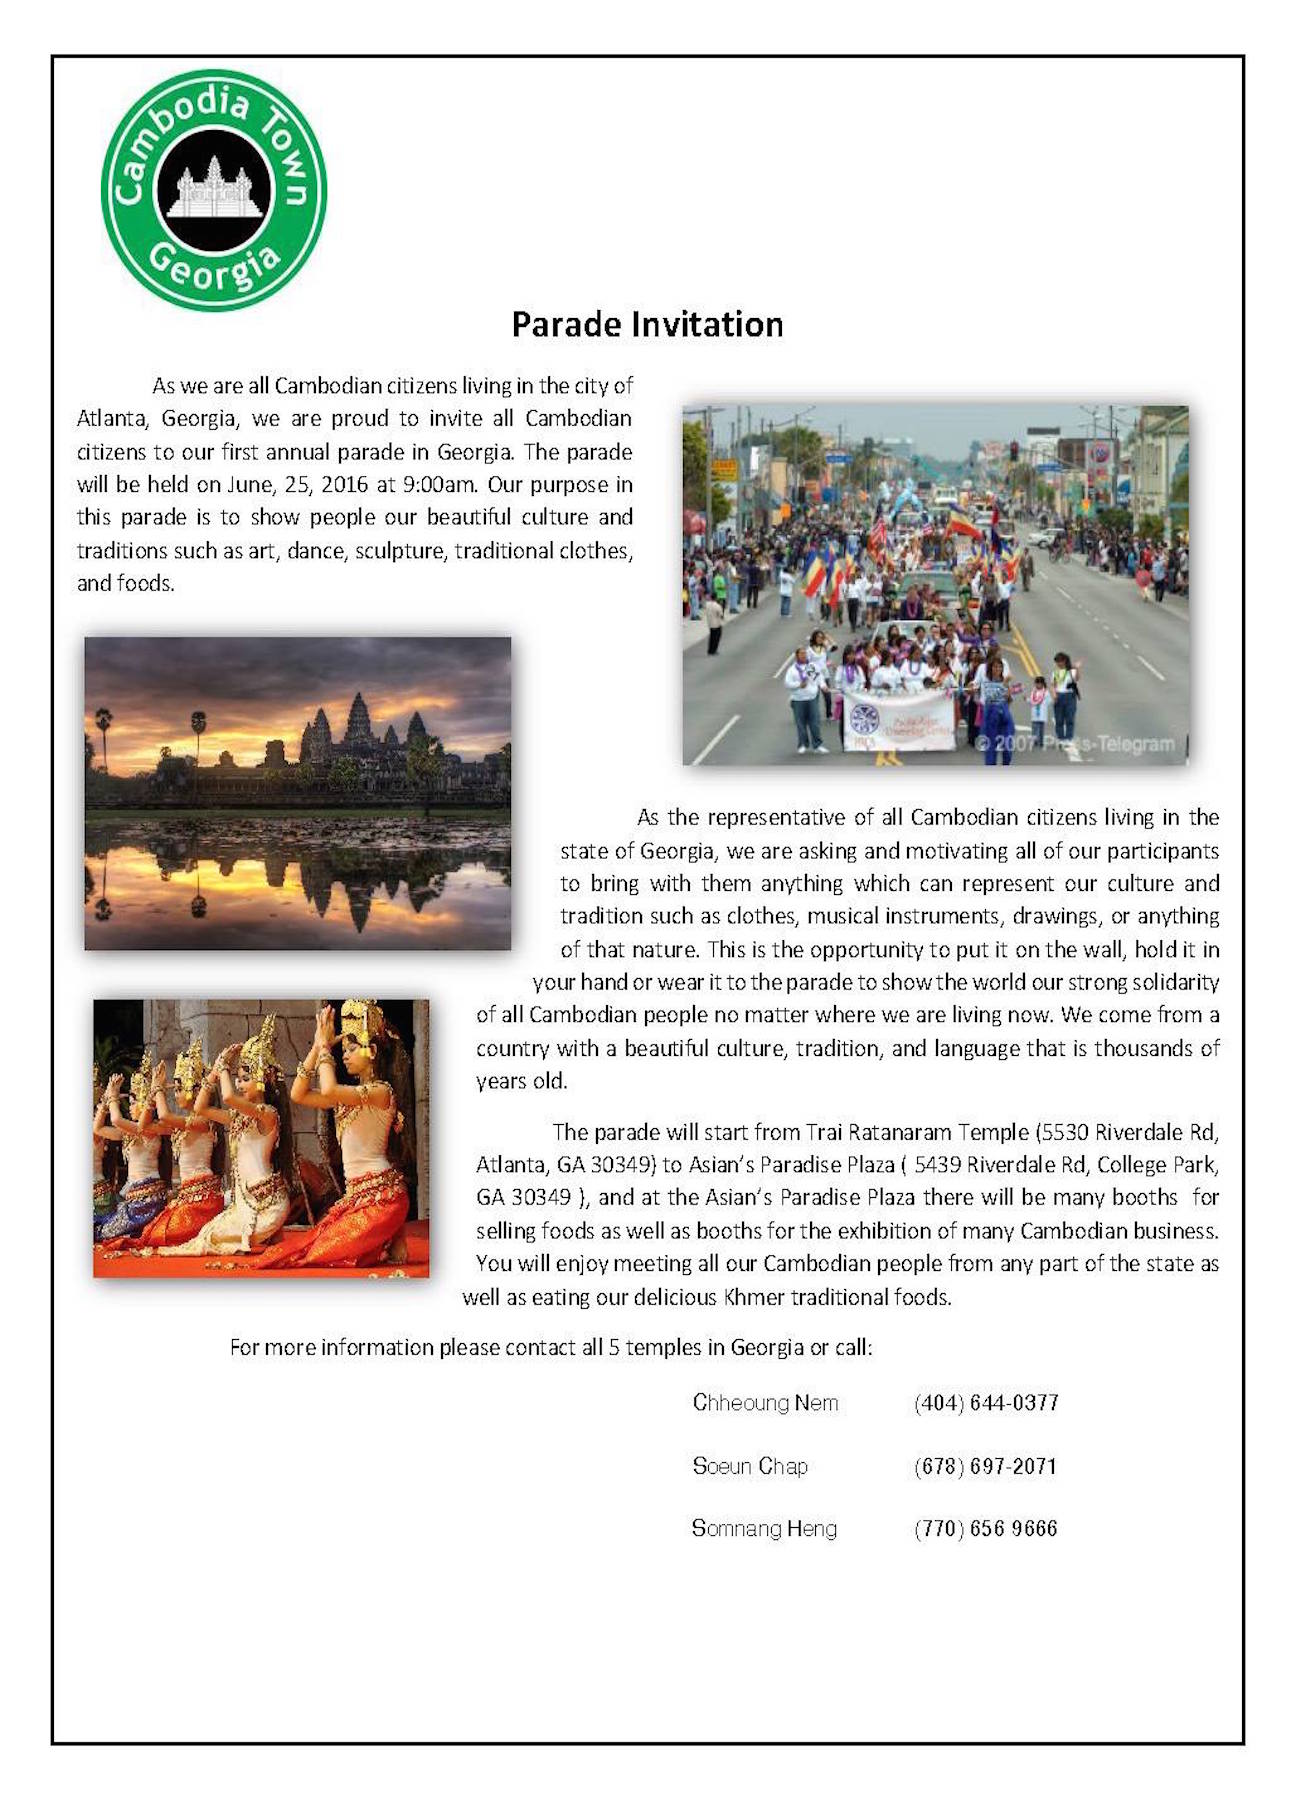 Cambodia Town
Georgia
Parade Invitation
As we are all Cambodian citizens living in the city of
Atlanta, Georgia, we are proud to invite all Cambodian
citizens to our first annual parade in Georgia. The parade
will be held on June, 25, 2016 at 9:00am. Our purpose in
this parade is to show people our beautiful culture and
traditions such as art, dance, sculpture, traditional clothes,
and foods.
© 2007 Press-Telegram
As the representative of all Cambodian citizens living in the
state of Georgia, we are asking and motivating all of our participants
to bring with them anything which can represent our culture and
tradition such as clothes, musical instruments, drawings, or anything
of that nature. This is the opportunity to put it on the wall, hold it in
your hand or wear it to the parade to show the world our strong solidarity
of all Cambodian people no matter where we are living now. We come from a
country with a beautiful culture, tradition, and language that is thousands of
years old.
The parade will start from Trai Ratanaram Temple (5530 Riverdale Rd,
Atlanta, GA 30349) to Asian’s Paradise Plaza ( 5439 Riverdale Rd, College Park,
GA 30349 ), and at the Asian’s Paradise Plaza there will be many booths for
selling foods as well as booths for the exhibition of many Cambodian business.
You will enjoy meeting all our Cambodian people from any part of the state as
well as eating our delicious Khmer traditional foods.
For more information please contact all 5 temples in Georgia or call:
Chheoung Nem (404) 644-0377
Soeun Chap (678) 697-2071
Somnang Heng (770) 656 9666